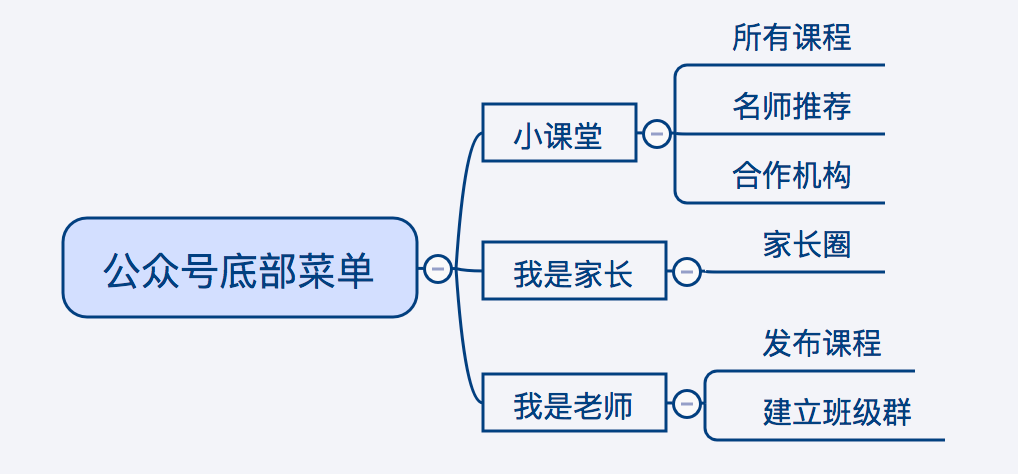 公众号底部菜单
小课堂
所有课程
名师推荐
合作机构
我是家长
家长圈
我是老师
发布课程
建立班级群